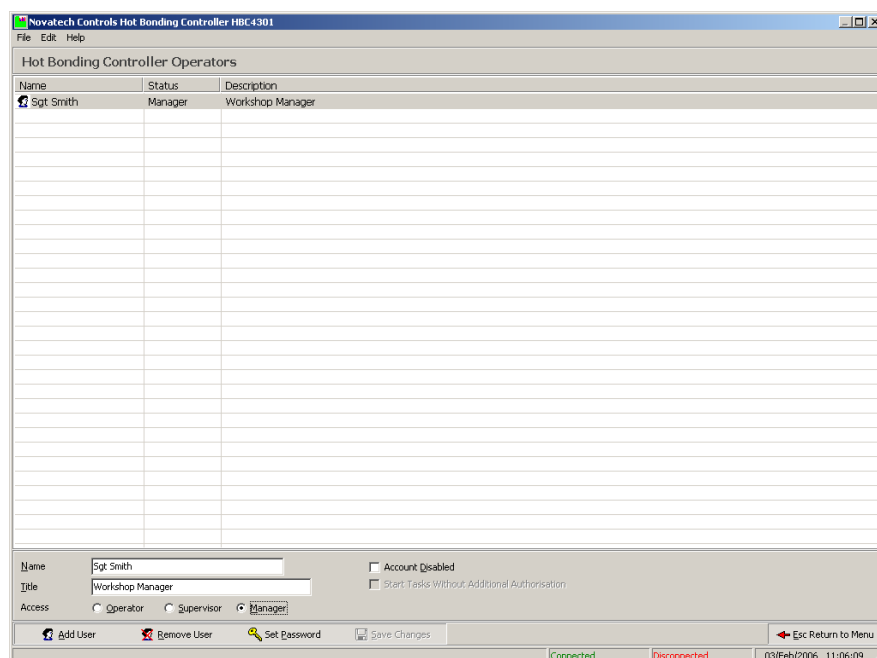 Novatech Controls Hot Bonding Controller HBC4301
File Edit Help
Hot Bonding Controller Operators
Name Status Description
Sgt Smith Manager Workshop Manager
Name Sgt Smith Account Disabled
Title Workshop Manager Start Tasks Without Additional Authorisation
Access Operator Supervisor Manager
Add User Remove User Set Password Save Changes Esc Return to Menu
Connected Disconnected 03/Feb/2006 11:06:09